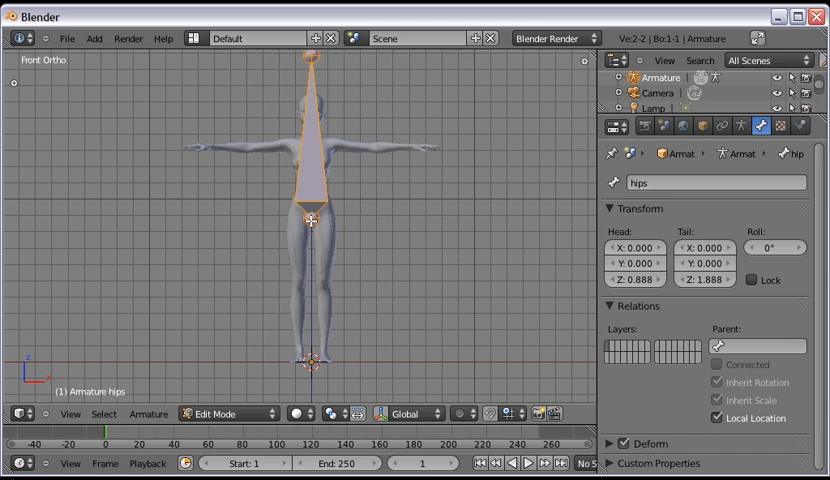 Blender
File Add Render Help Default Scene Blender Render Ve:2-2 | Bo:1-1 | Armature
Front Ortho
View Search All Scenes
Armature
Camera
Lamp
Armat Armat hip
hips
Transform
Head: Tail: Roll:
X: 0.000 X: 0.000 0°
Y: 0.000 Y: 0.000
Z: 0.888 Z: 1.888 Lock
Relations
Layers: Parent:
Connected
Inherit Rotation
Inherit Scale
Local Location
Deform
Custom Properties
z
x
(1) Armature hips
View Select Armature Edit Mode Global
-40 -20 0 20 40 60 80 100 120 140 160 180 200 220 240 260
View Frame Playback Start: 1 End: 250 1 No S